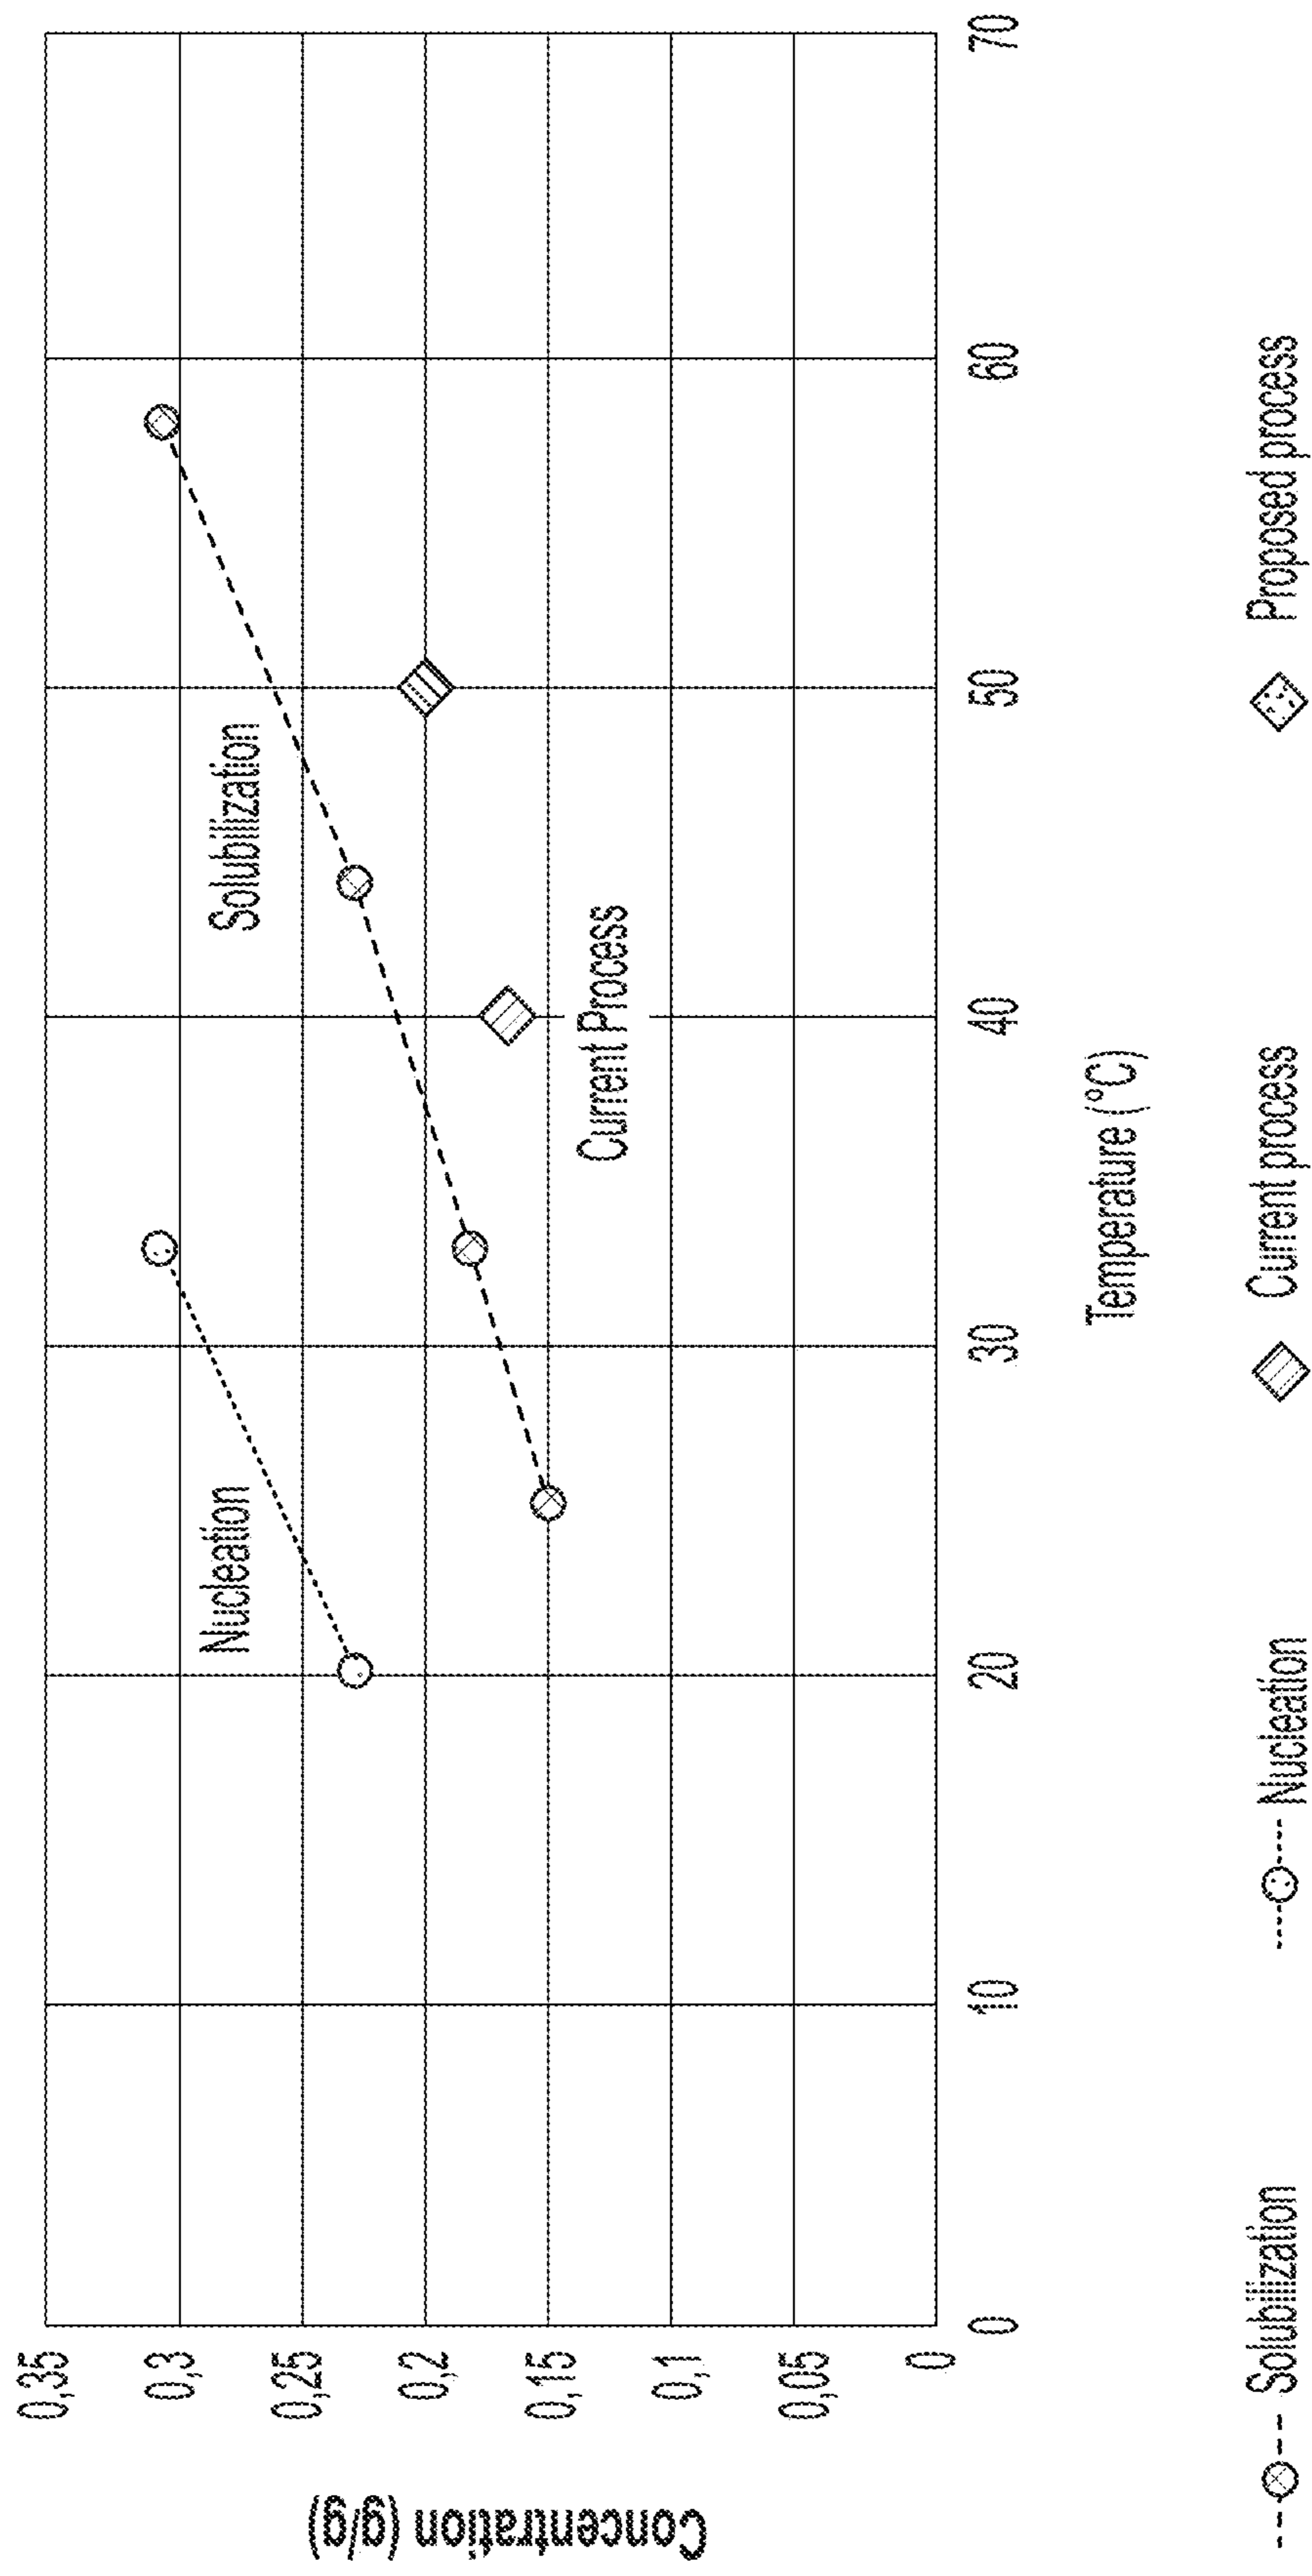 Concentration (g/g)
0,35
0,3
0,25
0,2
0,15
0,1
0,05
0
0
10
20
30
40
50
60
70
Temperature (°C)
Nucleation
Solubilization
Current Process
Solubilization
Nucleation
Current process
Proposed process